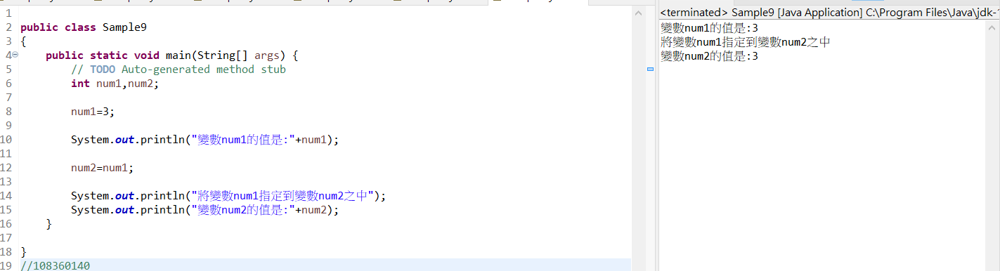 1
2 public class Sample9
3 {
4 public static void main(String[] args) {
5 // TODO Auto-generated method stub
6 int num1,num2;
7
8 num1=3;
9
10 System.out.println("變數num1的值是:"+num1);
11
12 num2=num1;
13
14 System.out.println("將變數num1指定到變數num2之中");
15 System.out.println("變數num2的值是:"+num2);
16 }
17
18 }
19 //108360140
<terminated> Sample9 [Java Application] C:\Program Files\Java\jdk-1
變數num1的值是:3
將變數num1指定到變數num2之中
變數num2的值是:3